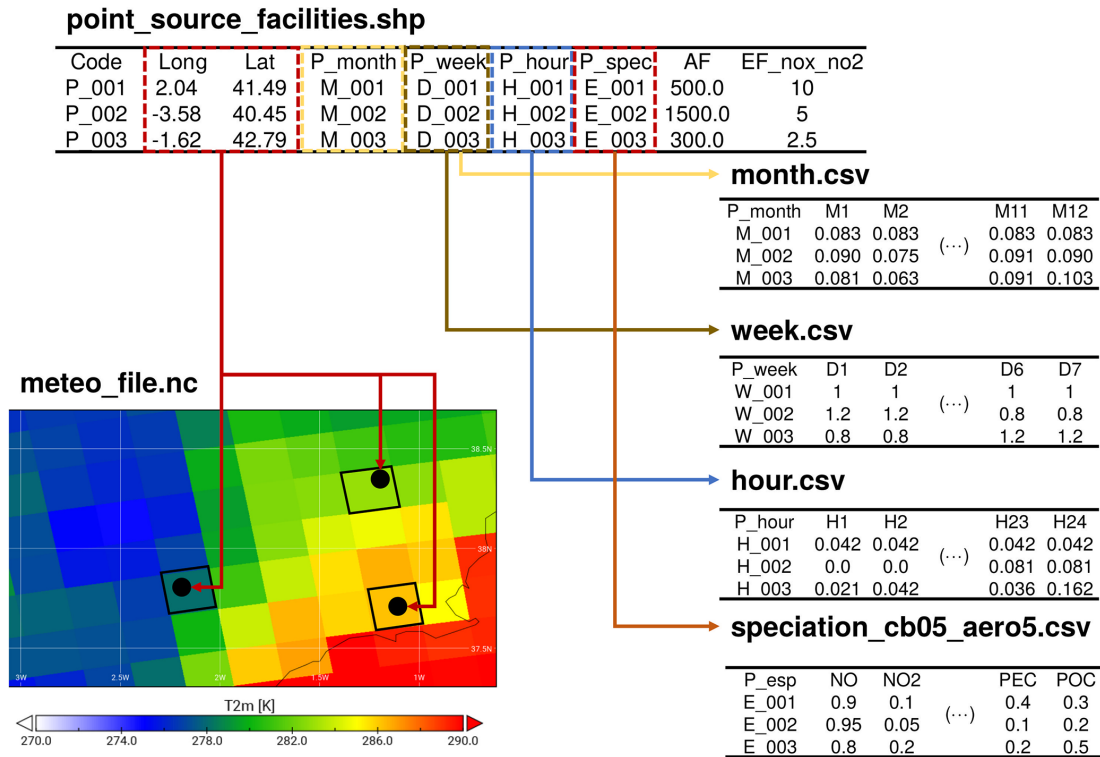 point_source_facilities.shp
Code Long Lat P_month P_week P_hour P_spec AF EF_nox_no2
P_001 2.04 41.49 M_001 D_001 H_001 E_001 500.0 10
P_002 -3.58 40.45 M_002 D_002 H_002 E_002 1500.0 5
P_003 -1.62 42.79 M_003 D_003 H_003 E_003 300.0 2.5
month.csv
P_month M1 M2 M11 M12
M_001 0.083 0.083 0.083 0.083
M_002 0.090 0.075 (…) 0.091 0.090
M_003 0.081 0.063 0.091 0.103
week.csv
P_week D1 D2 D6 D7
W_001 1 1 1 1
W_002 1.2 1.2 (…) 0.8 0.8
W_003 0.8 0.8 1.2 1.2
hour.csv
P_hour H1 H2 H23 H24
H_001 0.042 0.042 0.042 0.042
H_002 0.0 0.0 (…) 0.081 0.081
H_003 0.021 0.042 0.036 0.162
speciation_cb05_aero5.csv
P_esp NO NO2 PEC POC
E_001 0.9 0.1 0.4 0.3
E_002 0.95 0.05 (…) 0.1 0.2
E_003 0.8 0.2 0.2 0.5
meteo_file.nc
38.5N
38N
37.5N
3W 2.5W 2W 1.5W 1W
T2m [K]
270.0 274.0 278.0 282.0 286.0 290.0